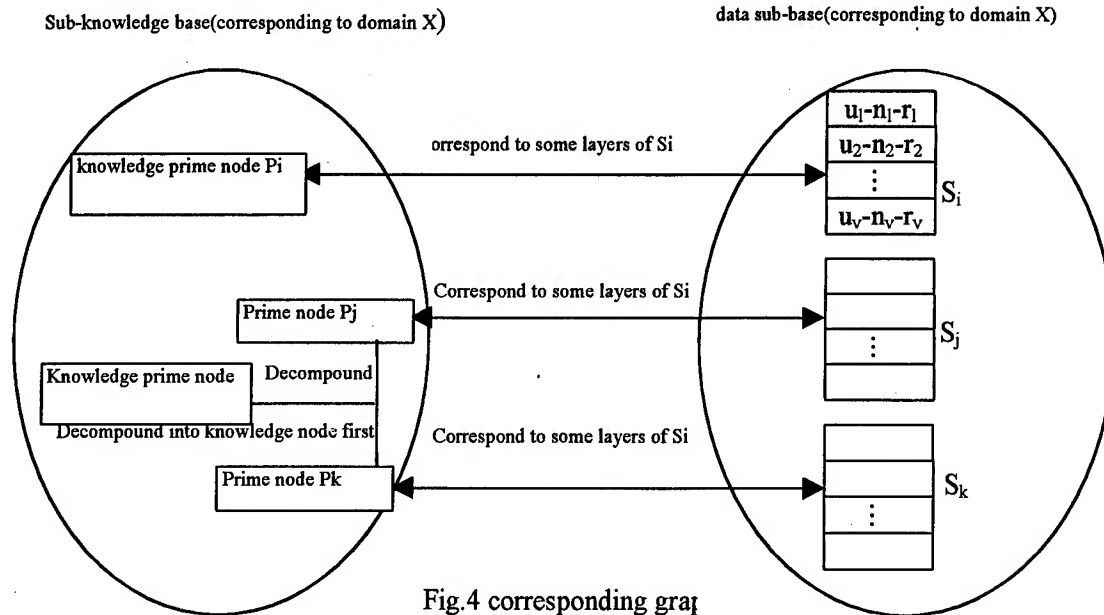 Sub-knowledge base(corresponding to domain X)
data sub-base(corresponding to domain X)
knowledge prime node Pi
orrespond to some layers of Si
u₁-n₁-r₁
u₂-n₂-r₂
⋮
uᵥ-nᵥ-rᵥ
Sᵢ
Prime node Pj
Correspond to some layers of Si
⋮
Sⱼ
Knowledge prime node
Decompound
Decompound into knowledge node first
Correspond to some layers of Si
Prime node Pk
⋮
Sₖ
Fig.4 corresponding grap